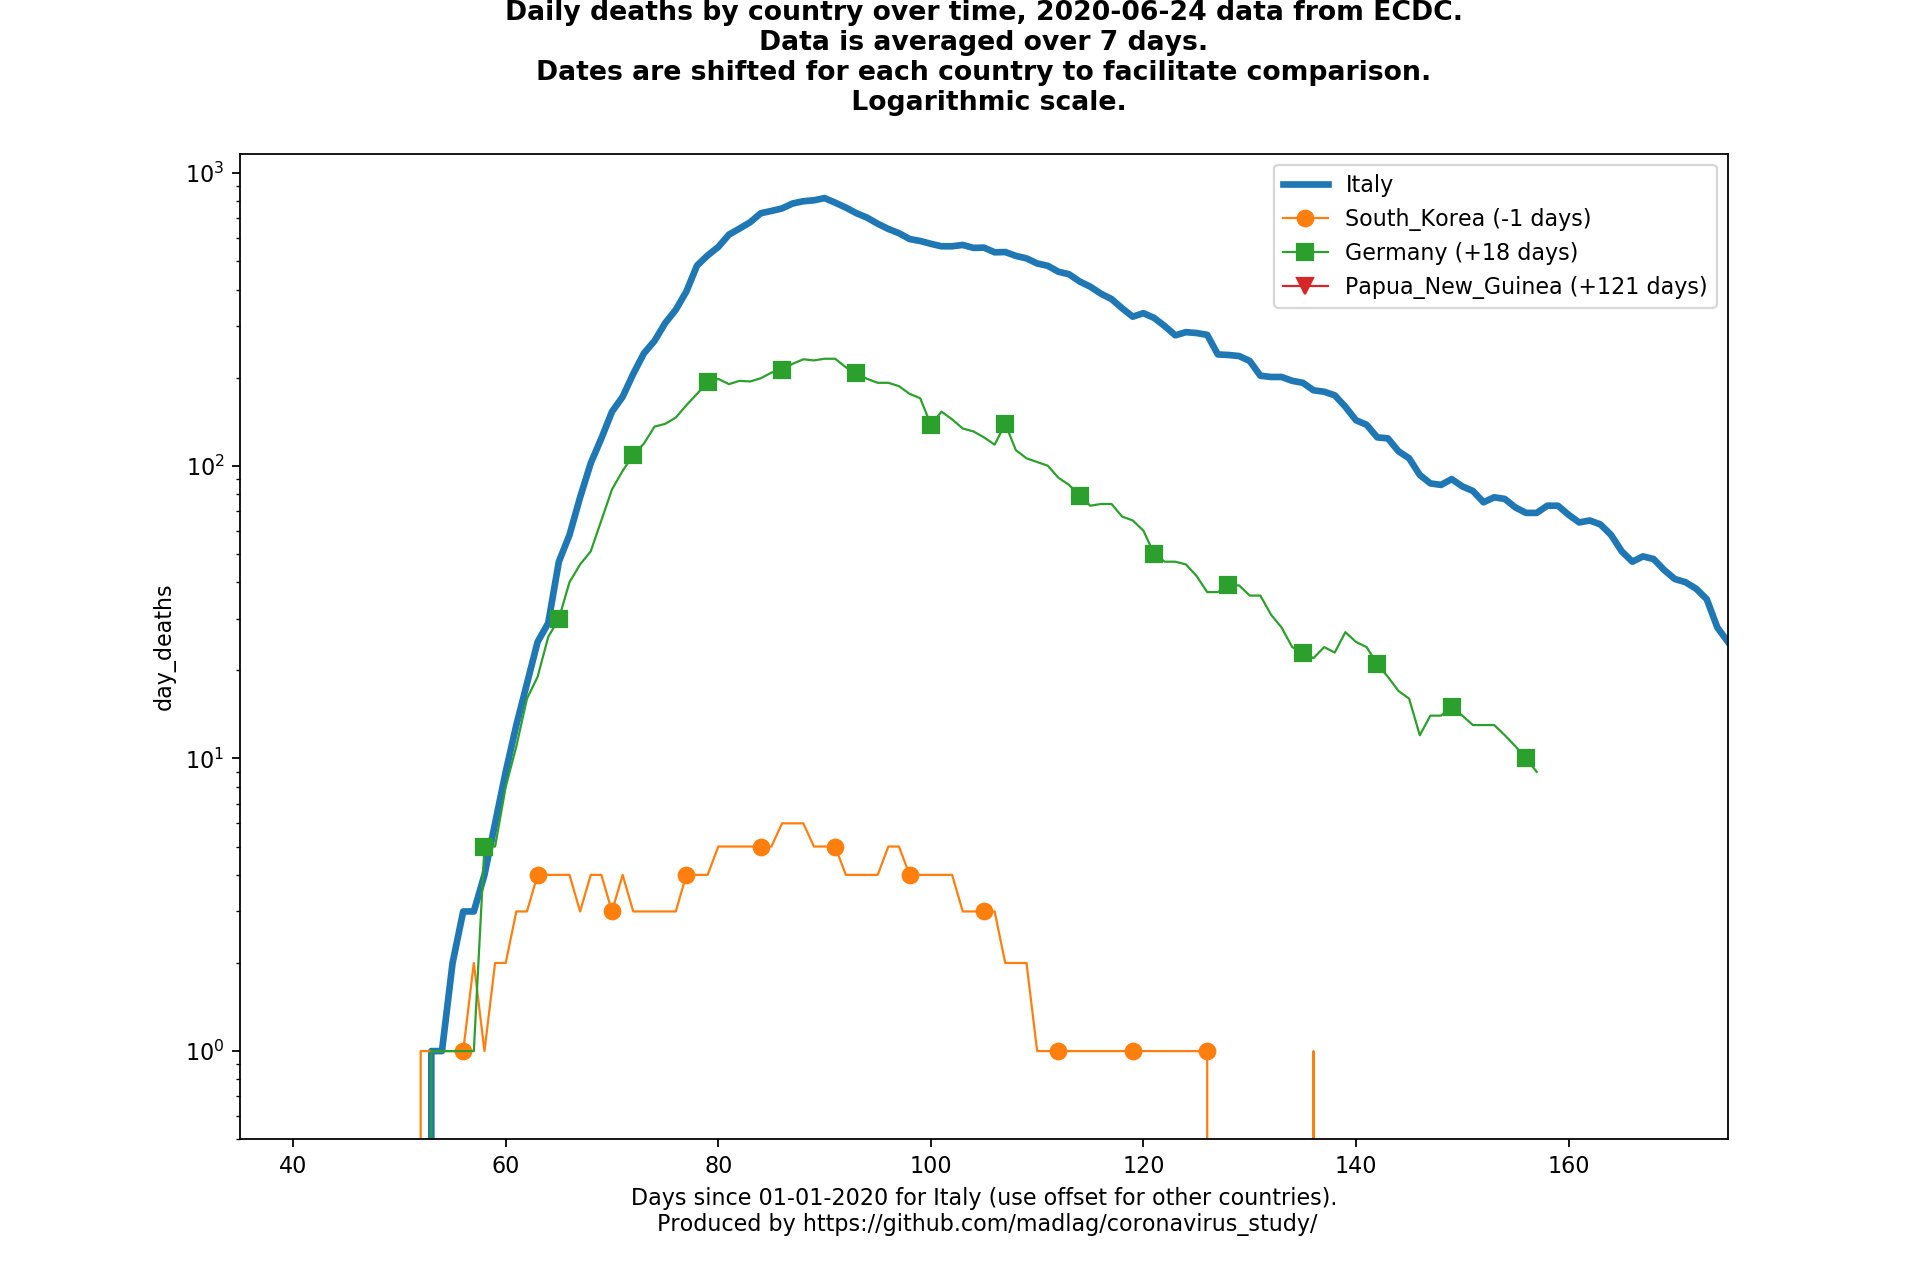 Daily deaths by country over time, 2020-06-24 data from ECDC.
Data is averaged over 7 days.
Dates are shifted for each country to facilitate comparison.
Logarithmic scale.
10³
Italy
South_Korea (-1 days)
Germany (+18 days)
Papua_New_Guinea (+121 days)
10²
day_deaths
10¹
10⁰
40 60 80 100 120 140 160
Days since 01-01-2020 for Italy (use offset for other countries).
Produced by https://github.com/madlag/coronavirus_study/